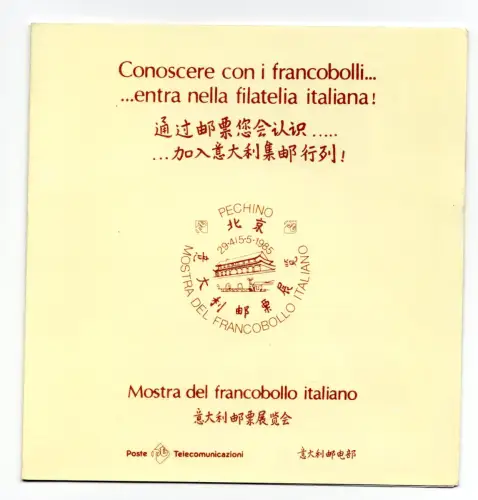 Conoscere con i francobolli...
...entra nella filatelia italiana!
通过邮票您会认识.....
...加入意大利集邮行列!
PECHINO
北京
29-4/5-5-1985
意大利邮票展览
MOSTRA DEL FRANCOBOLLO ITALIANO
Mostra del francobollo italiano
意大利邮票展览会
Poste Telecomunicazioni
意大利邮电部